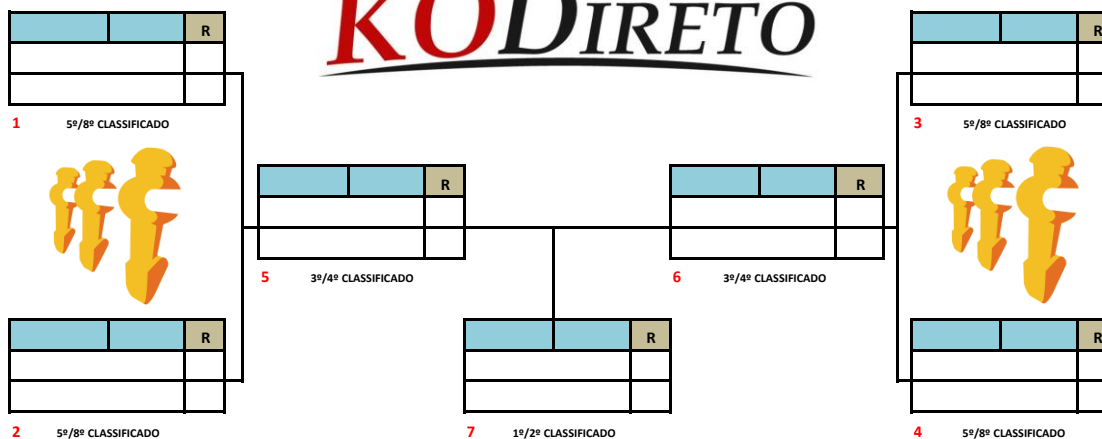 KODIRETO
R
R
1 5º/8º CLASSIFICADO
3 5º/8º CLASSIFICADO
R
R
5 3º/4º CLASSIFICADO
6 3º/4º CLASSIFICADO
R
R
R
2 5º/8º CLASSIFICADO
7 1º/2º CLASSIFICADO
4 5º/8º CLASSIFICADO